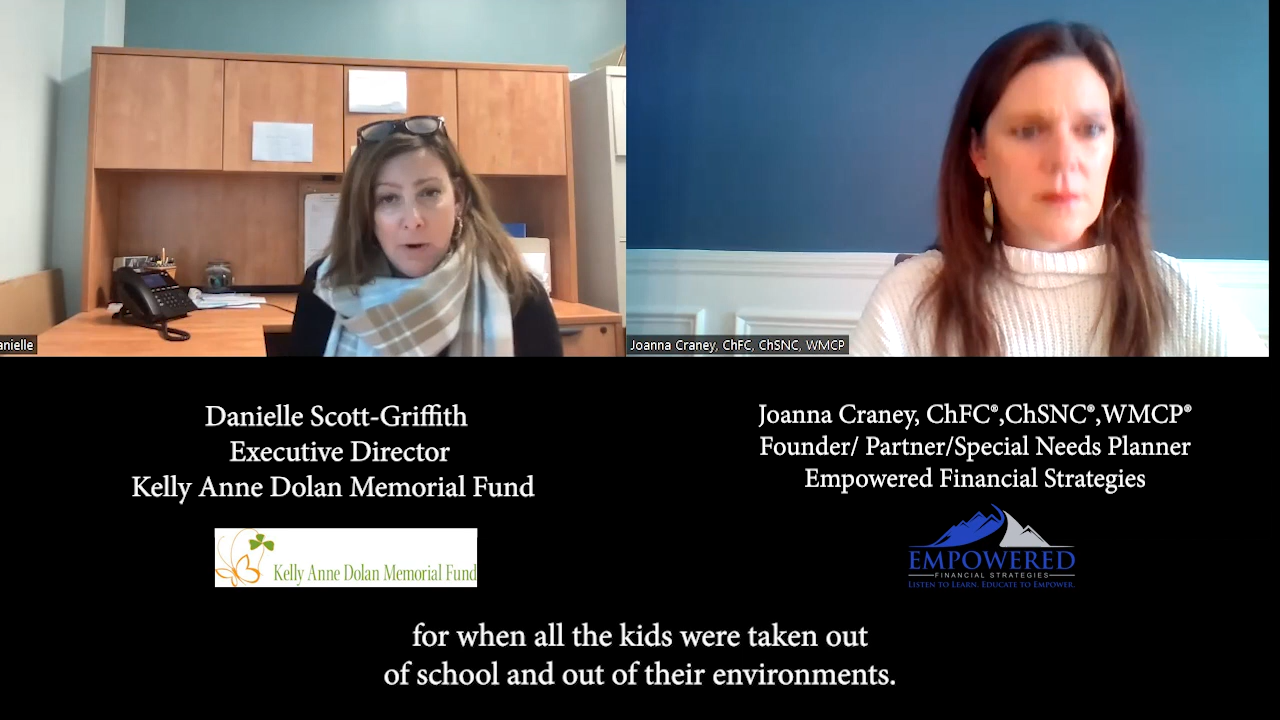 anielle
Joanna Craney, ChFC, ChSNC, WMCP
Danielle Scott-Griffith
Executive Director
Kelly Anne Dolan Memorial Fund
Joanna Craney, ChFC®,ChSNC®,WMCP®
Founder/ Partner/Special Needs Planner
Empowered Financial Strategies
Kelly Anne Dolan Memorial Fund
EMPOWERED
FINANCIAL STRATEGIES
LISTEN TO LEARN. EDUCATE TO EMPOWER.
for when all the kids were taken out
of school and out of their environments.